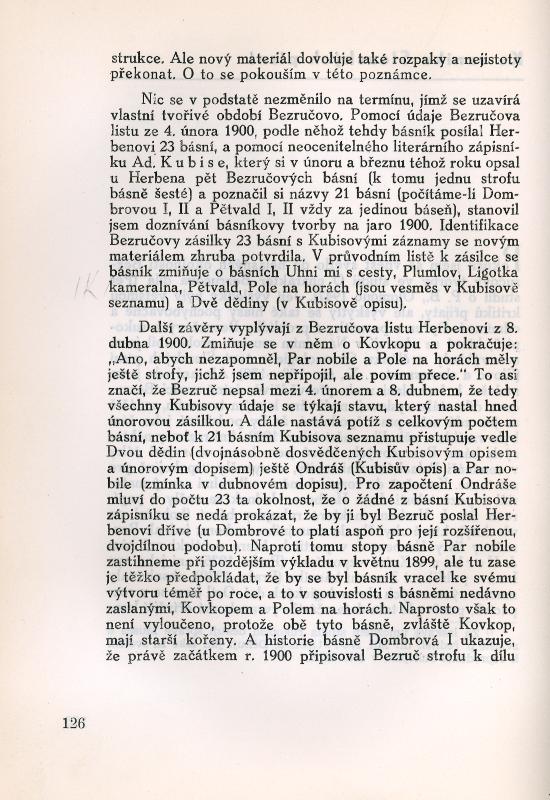 strukce. Ale nový materiál dovoluje také rozpaky a nejistoty
překonat. O to se pokouším v této poznámce.
Nic se v podstatě nezměnilo na termínu, jímž se uzavírá
vlastní tvořivé období Bezručovo. Pomocí údaje Bezručova
listu ze 4. února 1900, podle něhož tehdy básník posílal Her-
benovi 23 básní, a pomocí neocenitelného literárního zápisní-
ku Ad. Kubise, který si v únoru a březnu téhož roku opsal
u Herbena pět Bezručových básní (k tomu jednu strofu
básně šesté) a poznačil si názvy 21 básní (počítáme-li Dom-
brovou I, II a Pětvald I, II vždy za jedinou báseň), stanovil
jsem doznívání básníkovy tvorby na jaro 1900. Identifikace
Bezručovy zásilky 23 básní s Kubisovými záznamy se novým
materiálem zhruba potvrdila. V průvodním listě k zásilce se
básník zmiňuje o básních Uhni mi s cesty, Plumlov, Ligotka
kameralna, Pětvald, Pole na horách (jsou vesměs v Kubisově
seznamu) a Dvě dědiny (v Kubisově opisu).
Další závěry vyplývají z Bezručova listu Herbenovi z 8.
dubna 1900. Zmiňuje se v něm o Kovkopu a pokračuje:
„Ano, abych nezapomněl, Par nobile a Pole na horách měly
ještě strofy, jichž jsem nepřipojil, ale povím přece.“ To asi
značí, že Bezruč nepsal mezi 4. únorem a 8. dubnem, že tedy
všechny Kubisovy údaje se týkají stavu, který nastal hned
únorovou zásilkou. A dále nastává potíž s celkovým počtem
básní, neboť k 21 básním Kubisova seznamu přistupuje vedle
Dvou dědin (dvojnásobně dosvědčených Kubisovým opisem
a únorovým dopisem) ještě Ondráš (Kubisův opis) a Par no-
bile (zmínka v dubnovém dopisu). Pro započtení Ondráše
mluví do počtu 23 ta okolnost, že o žádné z básní Kubisova
zápisníku se nedá prokázat, že by ji byl Bezruč poslal Her-
benovi dříve (u Dombrové to platí aspoň pro její rozšířenou,
dvojdílnou podobu). Naproti tomu stopy básně Par nobile
zastihneme při pozdějším výkladu v květnu 1899, ale tu zase
je těžko předpokládat, že by se byl básník vracel ke svému
výtvoru téměř po roce, a to v souvislosti s básněmi nedávno
zaslanými, Kovkopem a Polem na horách. Naprosto však to
není vyloučeno, protože obě tyto básně, zvláště Kovkop,
mají starší kořeny. A historie básně Dombrová I ukazuje,
že právě začátkem r. 1900 připisoval Bezruč strofu k dílu
126